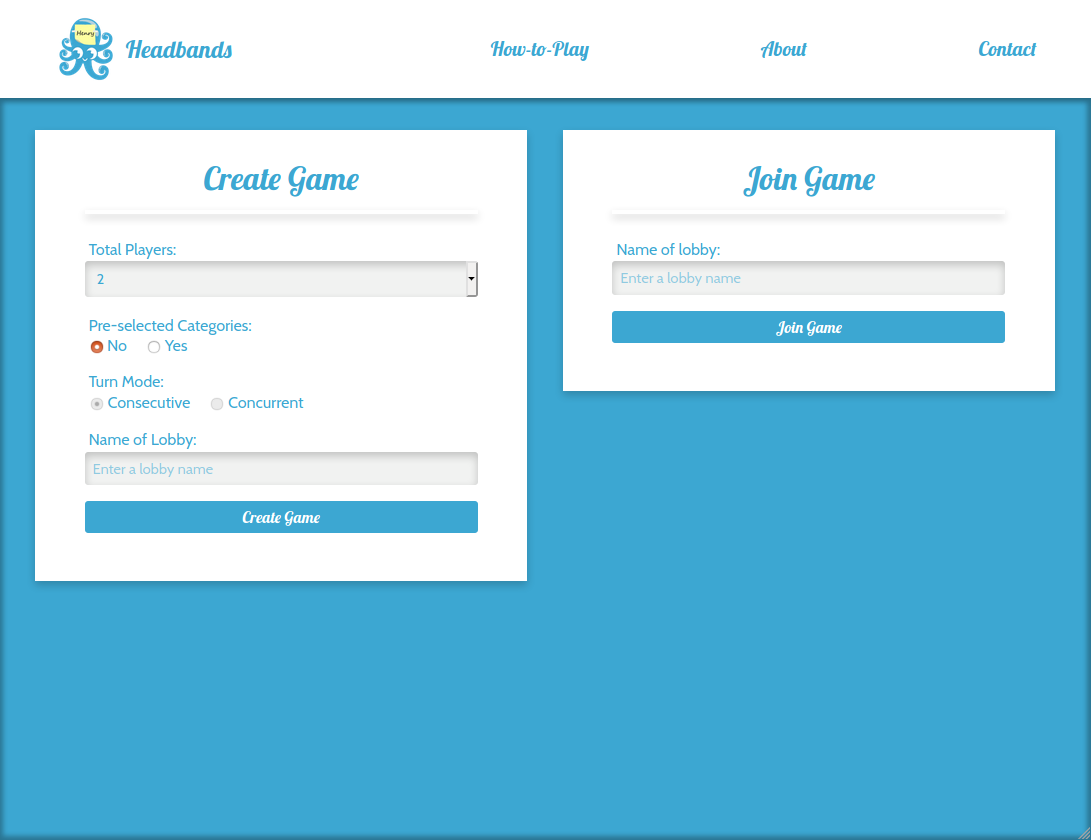 Henry
Headbands
How-to-Play
About
Contact
Create Game
Total Players:
2
Pre-selected Categories:
No Yes
Turn Mode:
Consecutive Concurrent
Name of Lobby:
Enter a lobby name
Create Game
Join Game
Name of lobby:
Enter a lobby name
Join Game